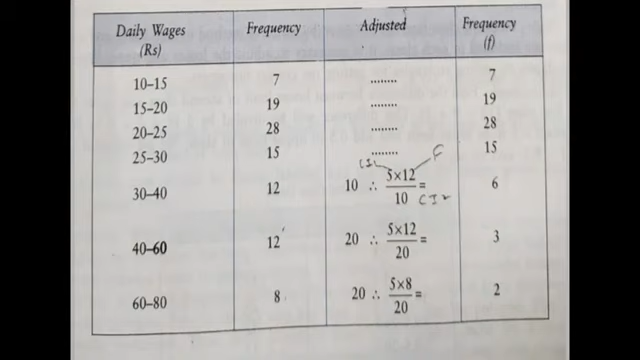 Daily Wages (Rs) Frequency Adjusted Frequency (f)
10–15 7 ........ 7
15–20 19 ........ 19
20–25 28 ........ 28
25–30 15 ........ 15
CI1 F
30–40 12 10 ∴ 5×12/10 = 6
CI2
40–60 12 20 ∴ 5×12/20 = 3
60–80 8 20 ∴ 5×8/20 = 2